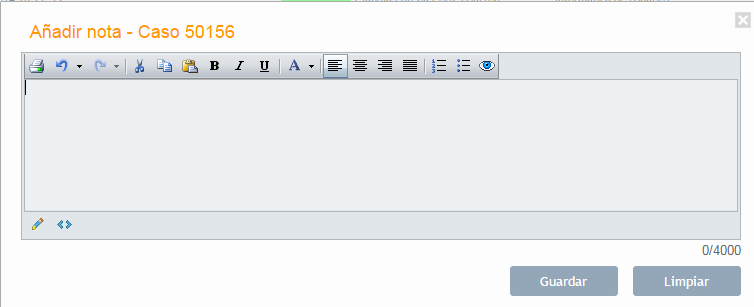 Añadir nota - Caso 50156
B I U A
0/4000
Guardar Limpiar